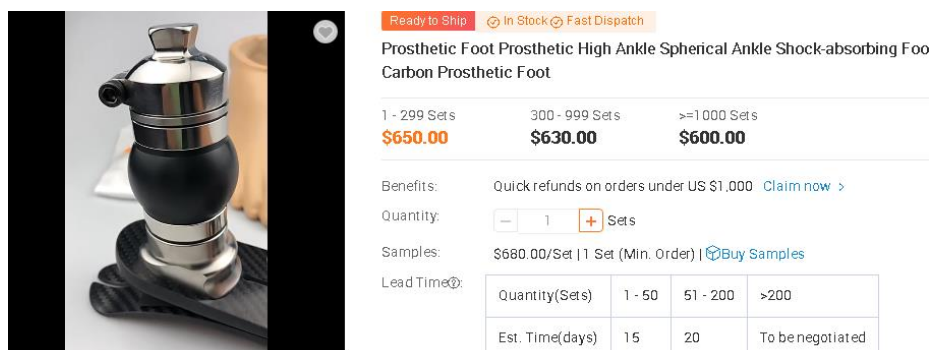 Ready to Ship In Stock Fast Dispatch
Prosthetic Foot Prosthetic High Ankle Spherical Ankle Shock-absorbing Foo
Carbon Prosthetic Foot
1 - 299 Sets 300 - 999 Sets >=1000 Sets
$650.00 $630.00 $600.00
Benefits: Quick refunds on orders under US $1,000 Claim now >
Quantity: − 1 + Sets
Samples: $680.00/Set | 1 Set (Min. Order) | Buy Samples
Lead Time?:
Quantity(Sets) 1 - 50 51 - 200 >200
Est. Time(days) 15 20 To be negotiated